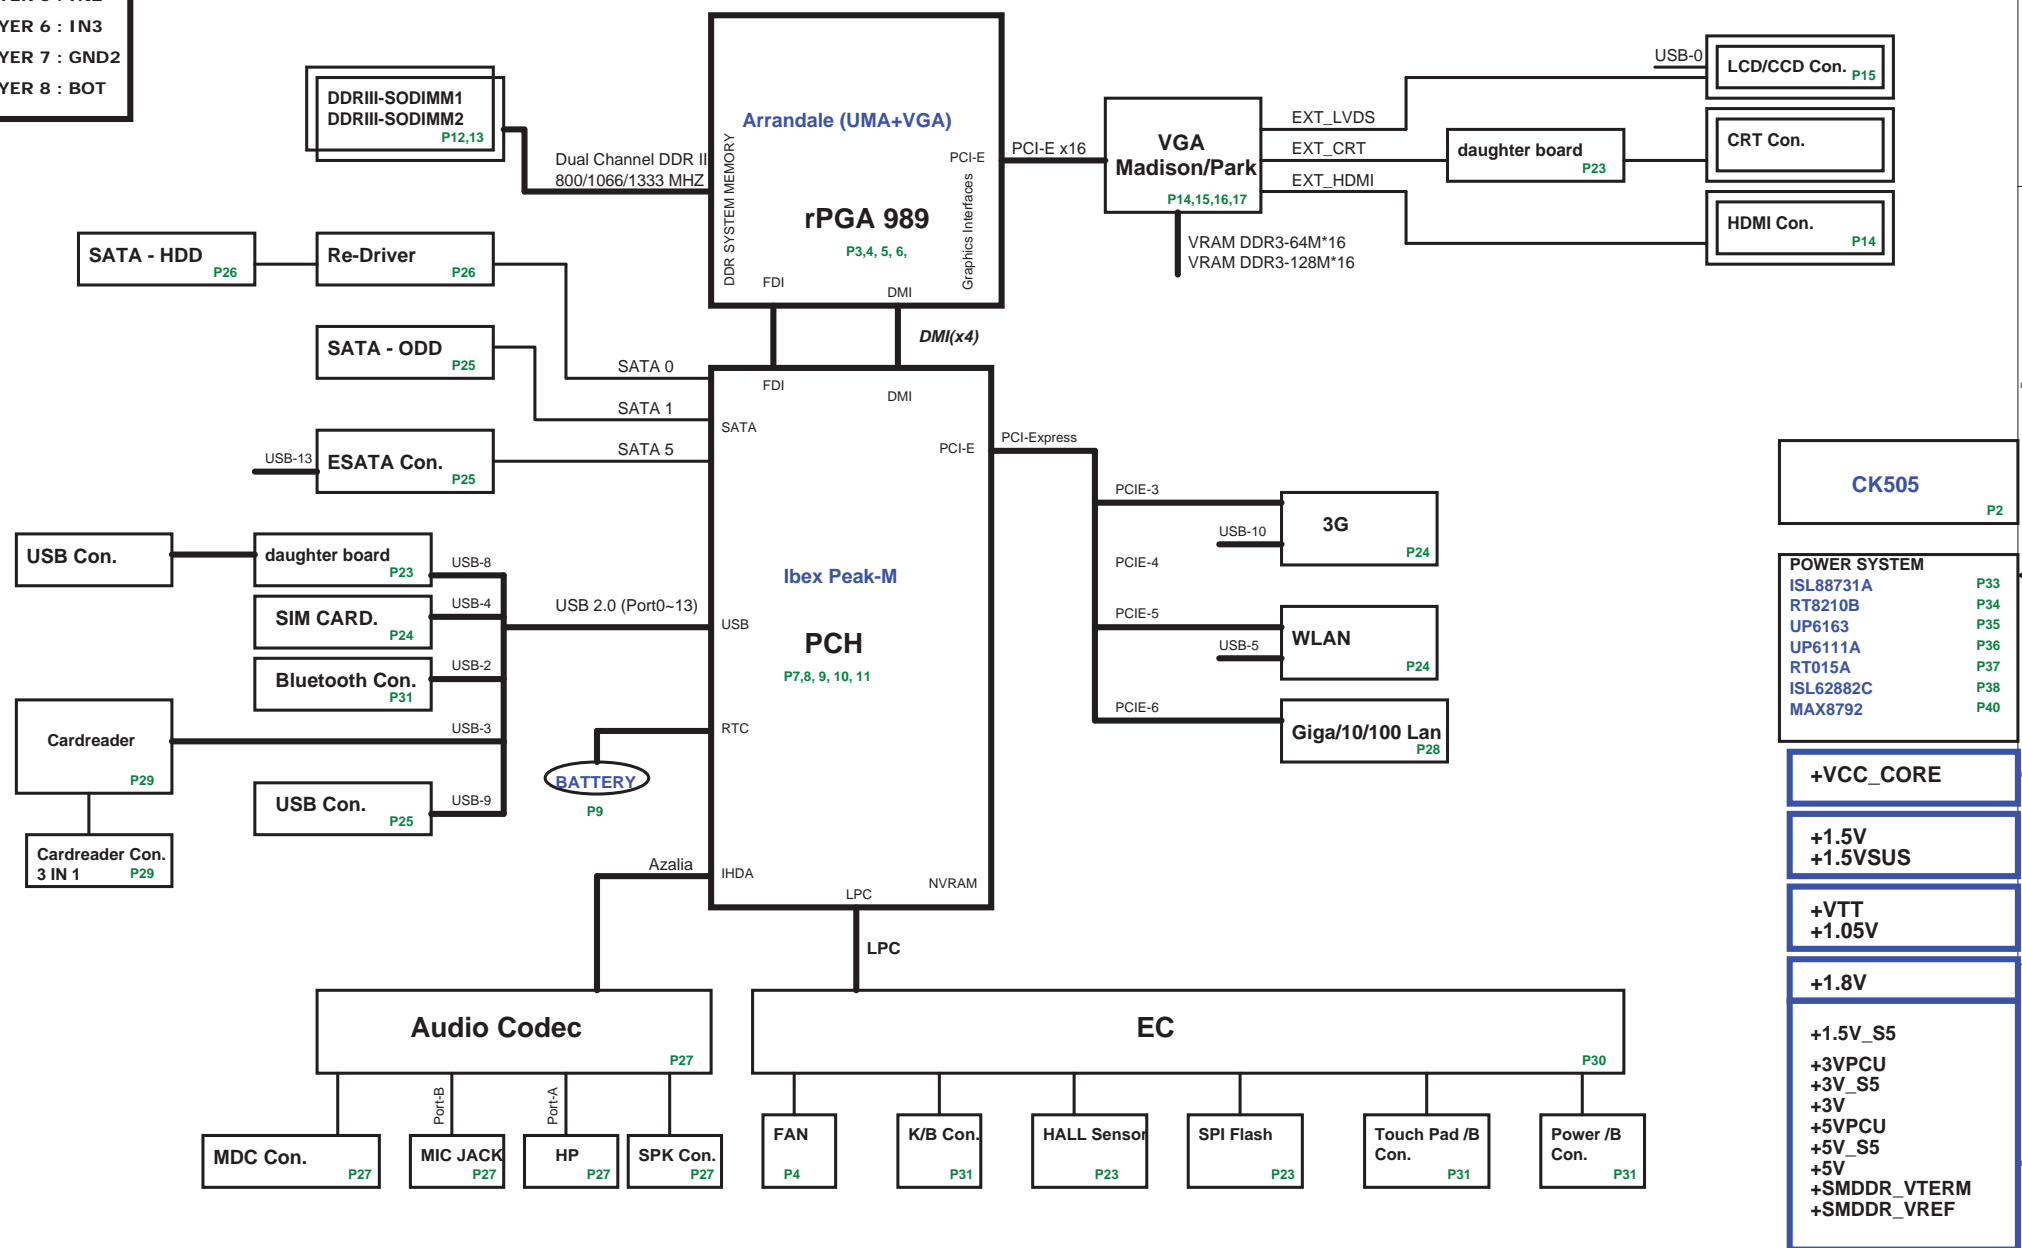 YER 6 : IN3
YER 7 : GND2
YER 8 : BOT
DDRIII-SODIMM1
DDRIII-SODIMM2
P12,13
Dual Channel DDR II
800/1066/1333 MHZ
DDR SYSTEM MEMORY
Arrandale (UMA+VGA)
PCI-E
Graphics Interfaces
rPGA 989
P3,4, 5, 6,
FDI
DMI
DMI(x4)
PCI-E x16
VGA
Madison/Park
P14,15,16,17
VRAM DDR3-64M*16
VRAM DDR3-128M*16
EXT_LVDS
EXT_CRT
EXT_HDMI
daughter board
P23
USB-0
LCD/CCD Con.
P15
CRT Con.
HDMI Con.
P14
SATA - HDD
P26
Re-Driver
P26
SATA - ODD
P25
SATA 0
SATA 1
SATA 5
USB-13
ESATA Con.
P25
FDI
DMI
SATA
PCI-E
PCI-Express
PCIE-3
USB-10
3G
P24
PCIE-4
PCIE-5
USB-5
WLAN
P24
PCIE-6
Giga/10/100 Lan
P28
USB Con.
daughter board
P23
USB-8
SIM CARD.
P24
USB-4
USB 2.0 (Port0~13)
USB
Bluetooth Con.
P31
USB-2
Cardreader
P29
USB-3
Cardreader Con.
3 IN 1
P29
USB Con.
P25
USB-9
Ibex Peak-M
PCH
P7,8, 9, 10, 11
RTC
BATTERY
P9
Azalia
IHDA
NVRAM
LPC
LPC
Audio Codec
P27
EC
P30
Port-B
Port-A
MDC Con.
P27
MIC JACK
P27
HP
P27
SPK Con.
P27
FAN
P4
K/B Con.
P31
HALL Sensor
P23
SPI Flash
P23
Touch Pad /B
Con.
P31
Power /B
Con.
P31
CK505
P2
POWER SYSTEM
ISL88731A P33
RT8210B P34
UP6163 P35
UP6111A P36
RT015A P37
ISL62882C P38
MAX8792 P40
+VCC_CORE
+1.5V
+1.5VSUS
+VTT
+1.05V
+1.8V
+1.5V_S5
+3VPCU
+3V_S5
+3V
+5VPCU
+5V_S5
+5V
+SMDDR_VTERM
+SMDDR_VREF